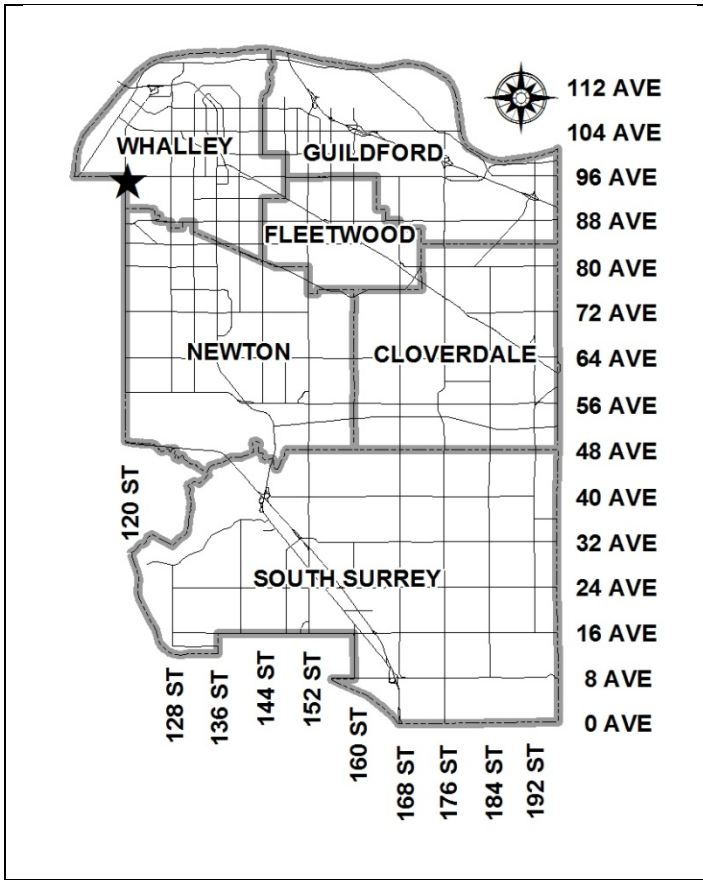 112 AVE
104 AVE
WHALLEY
GUILDFORD
96 AVE
88 AVE
FLEETWOOD
80 AVE
72 AVE
NEWTON
CLOVERDALE
64 AVE
56 AVE
48 AVE
120 ST
40 AVE
32 AVE
SOUTH SURREY
24 AVE
16 AVE
8 AVE
0 AVE
128 ST
136 ST
144 ST
152 ST
160 ST
168 ST
176 ST
184 ST
192 ST